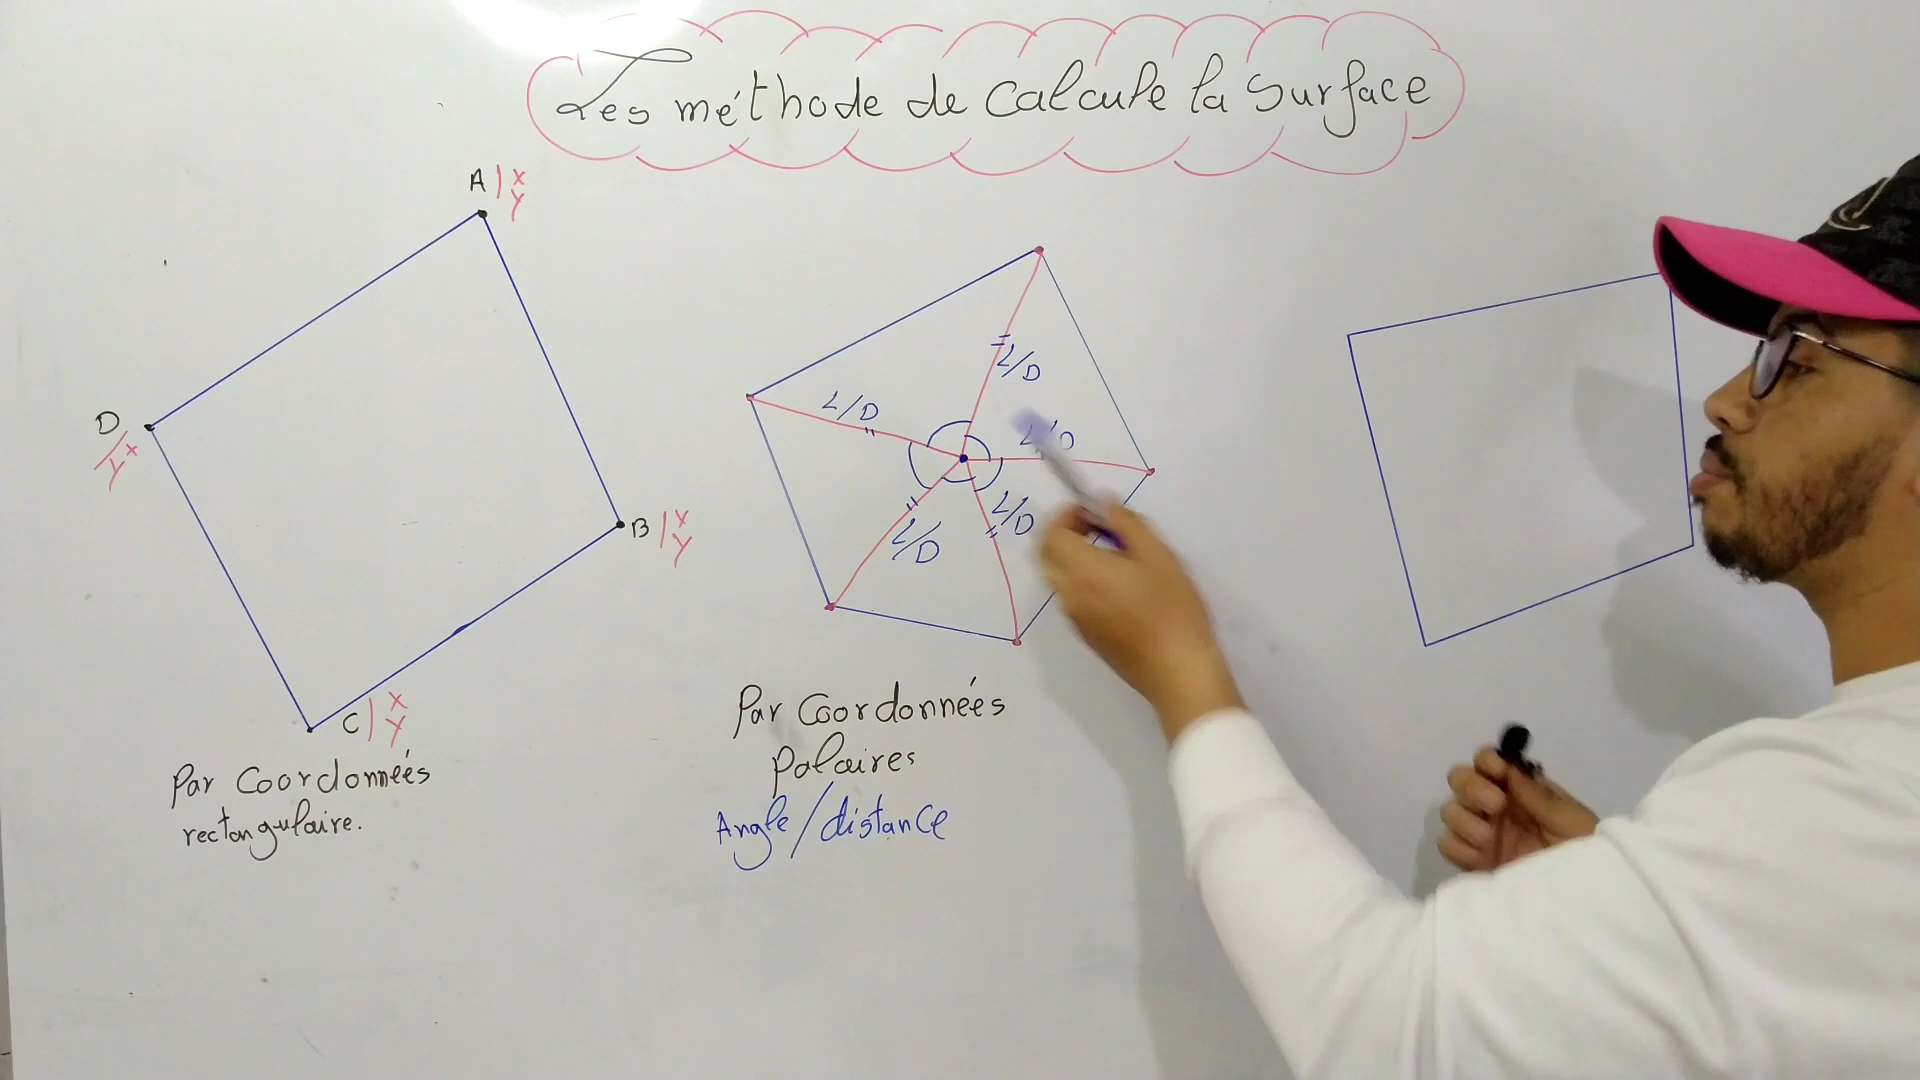 Les méthode de calcule la surface
A | x
y
D / y x
B | x
y
C | x
y
L/D
L/D
L/D
L/D
L/D
Par Coordonnées
rectangulaire.
Par Coordonnées
Polaires
Angle/distance